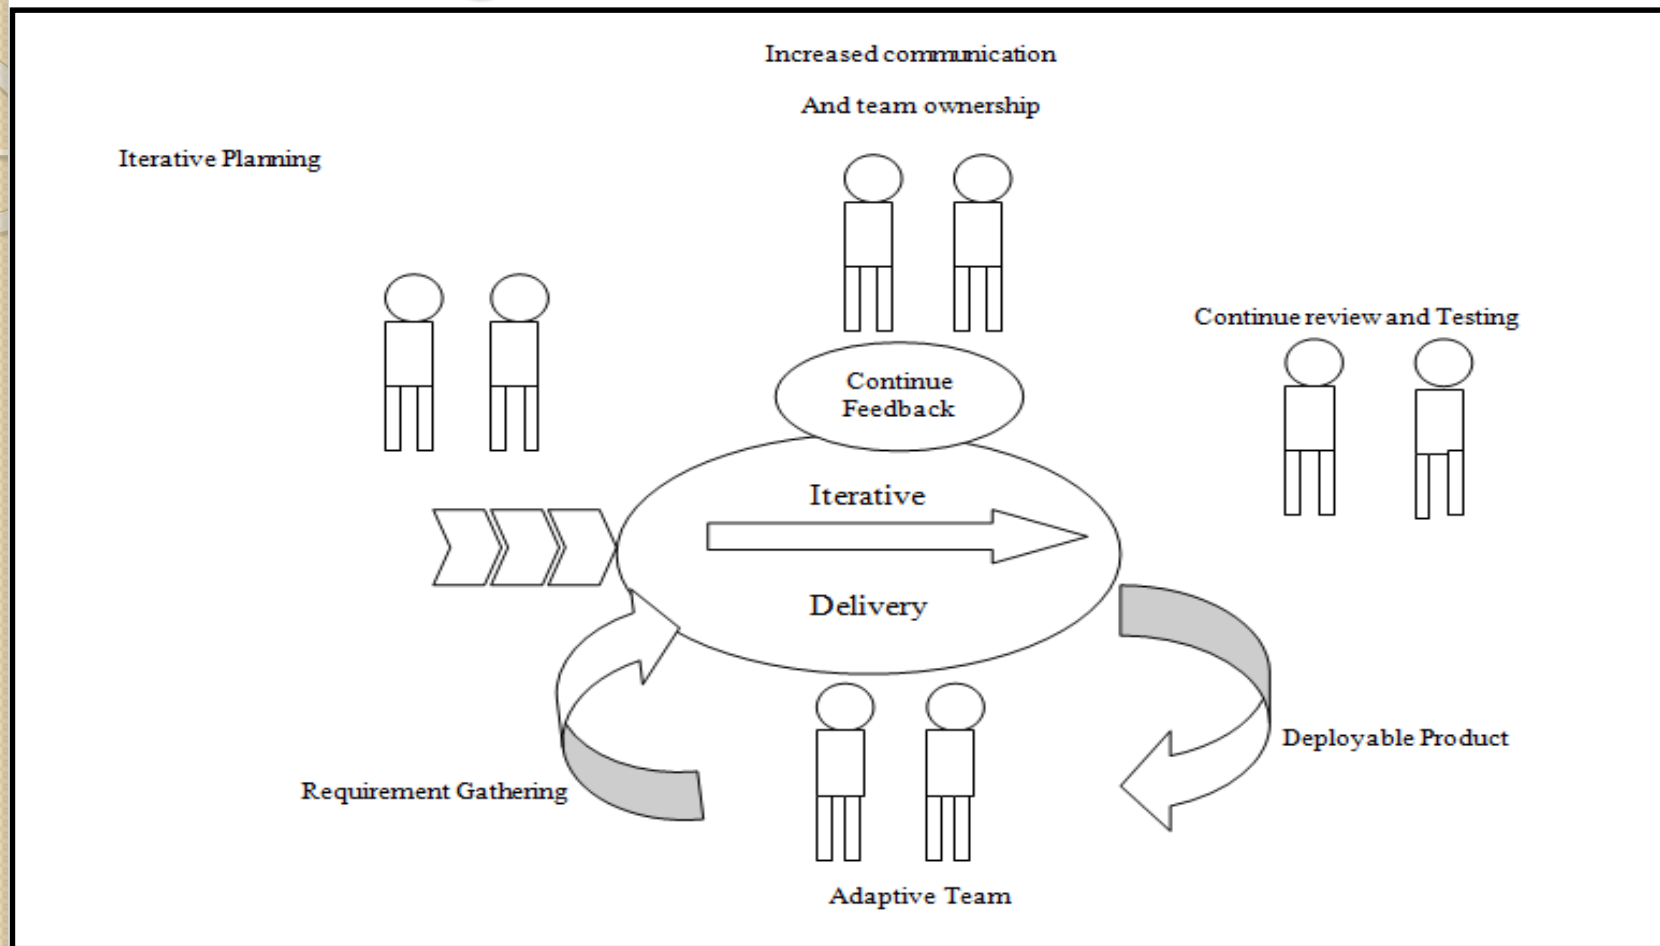 Increased communication
And team ownership
Iterative Planning
Continue review and Testing
Continue
Feedback
Iterative
Delivery
Deployable Product
Requirement Gathering
Adaptive Team